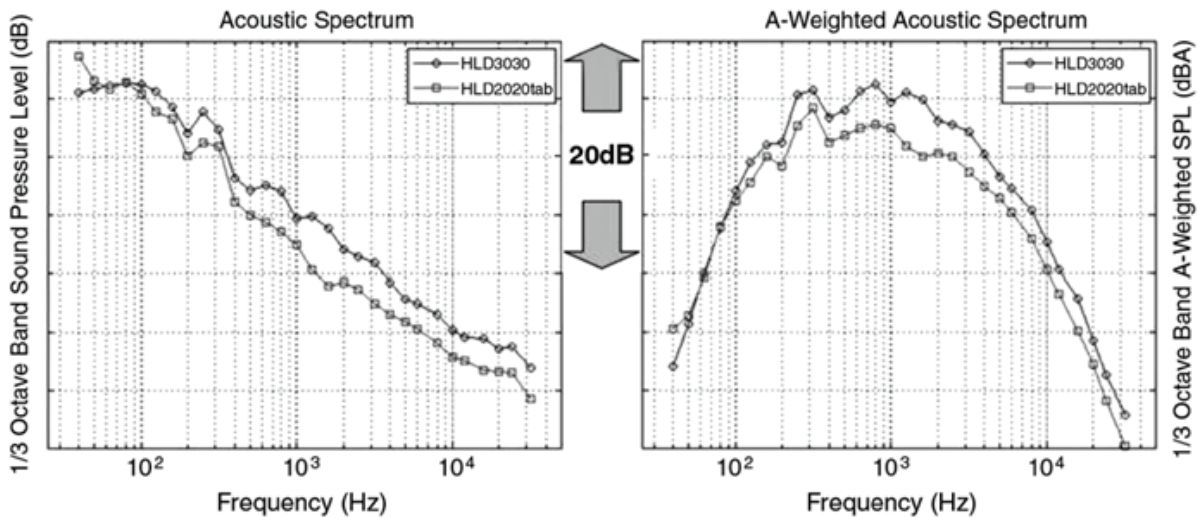 Acoustic Spectrum
1/3 Octave Band Sound Pressure Level (dB)
HLD3030
HLD2020tab
10² 10³ 10⁴
Frequency (Hz)
20dB
A-Weighted Acoustic Spectrum
HLD3030
HLD2020tab
10² 10³ 10⁴
Frequency (Hz)
1/3 Octave Band A-Weighted SPL (dBA)